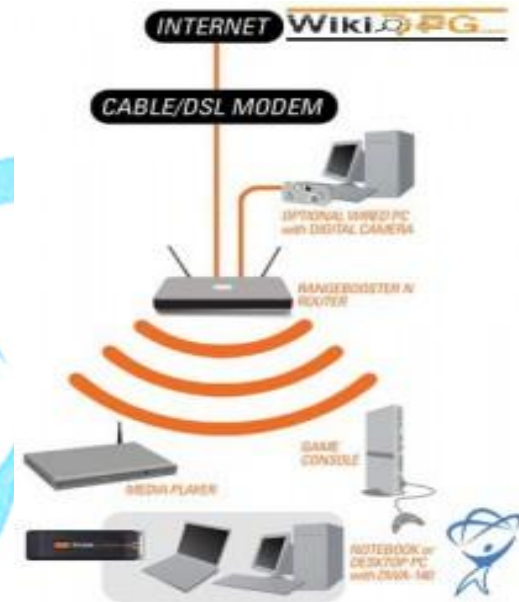 INTERNET
CABLE/DSL MODEM
OPTIONAL WIRED PC
with DIGITAL CAMERA
RANGEBOOSTER N
ROUTER
GAME
CONSOLE
MEDIA PLAYER
NOTEBOOK or
DESKTOP PC